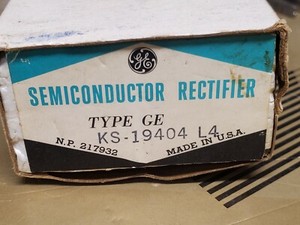 GE
SEMICONDUCTOR RECTIFIER
TYPE GE
KS-19404 L4
N.P. 217932 MADE IN U.S.A.